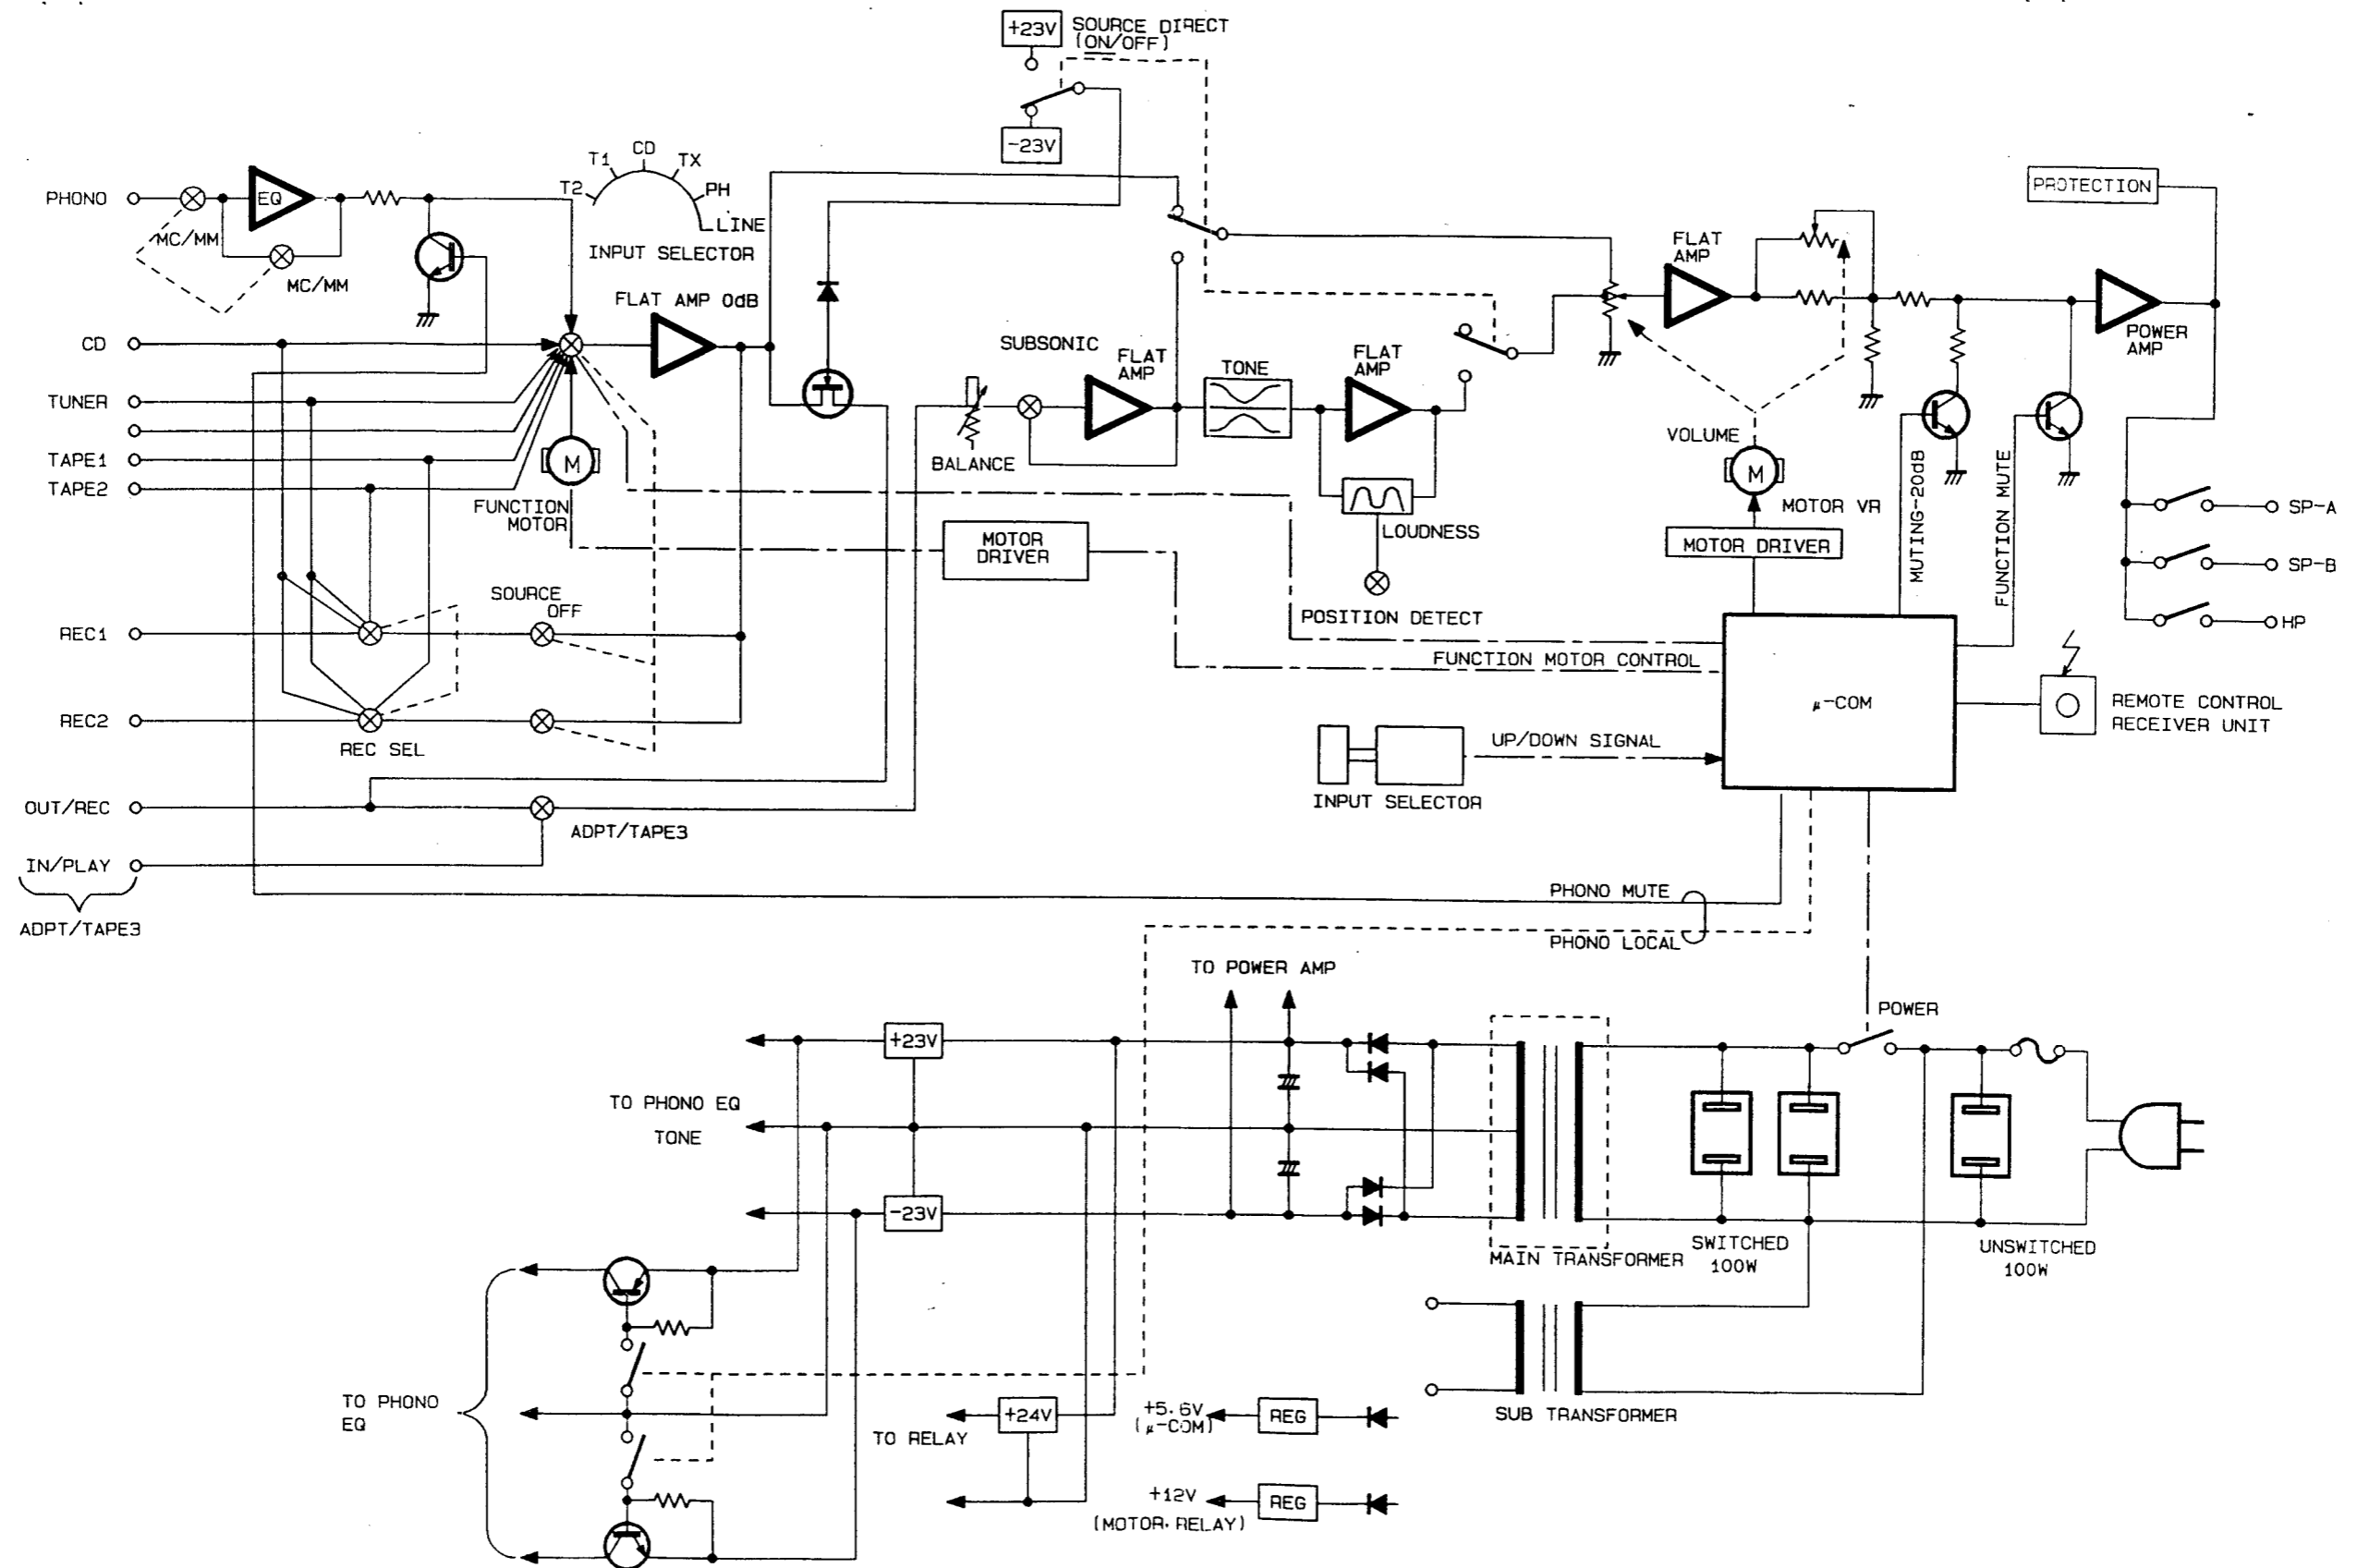 +23V
SOURCE DIRECT
(ON/OFF)
-23V
PHONO
EQ
MC/MM
MC/MM
T2
T1
CD
TX
PH
LINE
INPUT SELECTOR
FLAT AMP 0dB
CD
TUNER
TAPE1
TAPE2
M
FUNCTION
MOTOR
SUBSONIC
FLAT
AMP
BALANCE
TONE
FLAT
AMP
LOUDNESS
FLAT
AMP
VOLUME
M
MOTOR VR
MOTOR DRIVER
MUTING-20dB
FUNCTION MUTE
PROTECTION
POWER
AMP
SP-A
SP-B
HP
MOTOR
DRIVER
POSITION DETECT
FUNCTION MOTOR CONTROL
SOURCE
OFF
REC1
REC2
REC SEL
μ-COM
REMOTE CONTROL
RECEIVER UNIT
UP/DOWN SIGNAL
INPUT SELECTOR
OUT/REC
ADPT/TAPE3
IN/PLAY
ADPT/TAPE3
PHONO MUTE
PHONO LOCAL
TO POWER AMP
POWER
+23V
TO PHONO EQ
TONE
-23V
MAIN TRANSFORMER
SWITCHED
100W
UNSWITCHED
100W
TO PHONO
EQ
+24V
TO RELAY
+5.6V
(μ-COM)
REG
SUB TRANSFORMER
+12V
(MOTOR·RELAY)
REG